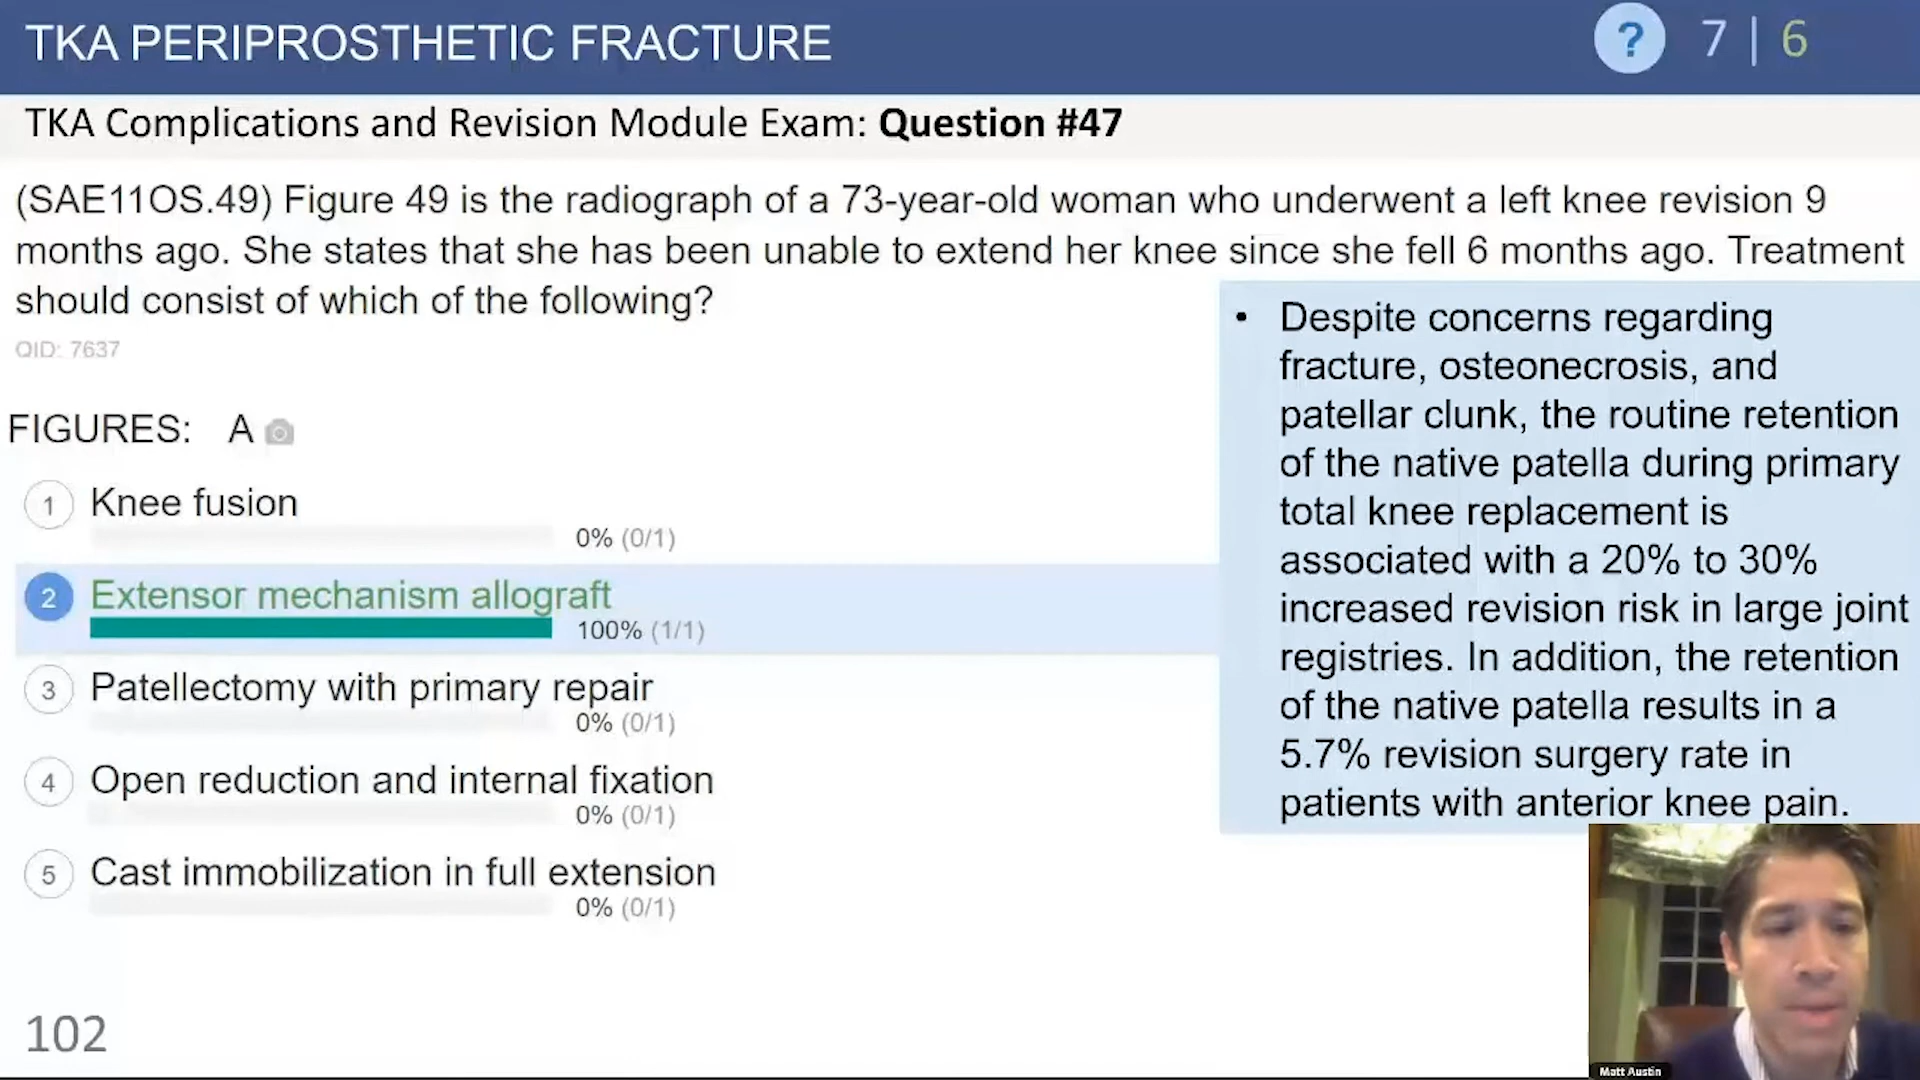 TKA PERIPROSTHETIC FRACTURE
? 7 | 6
TKA Complications and Revision Module Exam: Question #47
(SAE11OS.49) Figure 49 is the radiograph of a 73-year-old woman who underwent a left knee revision 9
months ago. She states that she has been unable to extend her knee since she fell 6 months ago. Treatment
should consist of which of the following?
QID: 7637
FIGURES: A
1 Knee fusion
0% (0/1)
2 Extensor mechanism allograft
100% (1/1)
3 Patellectomy with primary repair
0% (0/1)
4 Open reduction and internal fixation
0% (0/1)
5 Cast immobilization in full extension
0% (0/1)
• Despite concerns regarding
fracture, osteonecrosis, and
patellar clunk, the routine retention
of the native patella during primary
total knee replacement is
associated with a 20% to 30%
increased revision risk in large joint
registries. In addition, the retention
of the native patella results in a
5.7% revision surgery rate in
patients with anterior knee pain.
102
Matt Austin